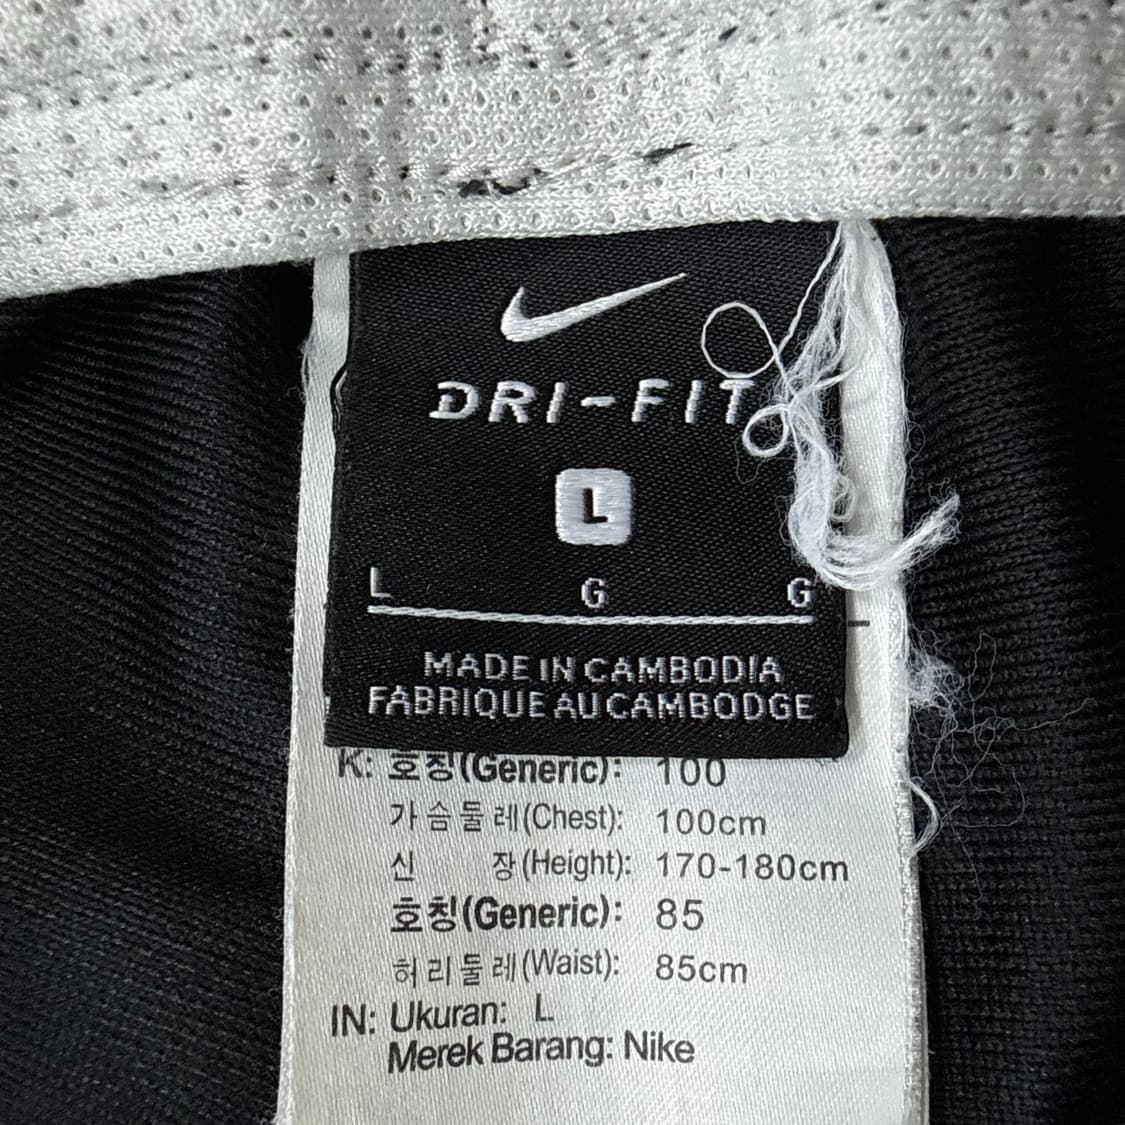 DRI-FIT
L
L G G
MADE IN CAMBODIA
FABRIQUE AU CAMBODGE
K: 호칭(Generic): 100
가슴둘레(Chest): 100cm
신 장(Height): 170-180cm
호칭(Generic): 85
허리둘레(Waist): 85cm
IN: Ukuran: L
Merek Barang: Nike